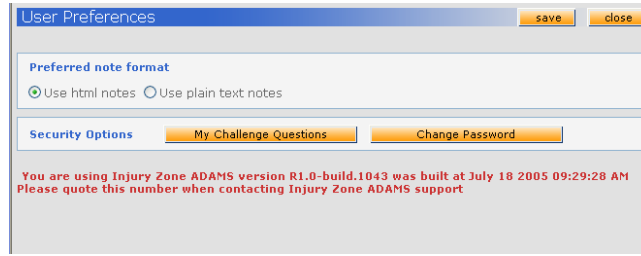 User Preferences save close
Preferred note format
Use html notes Use plain text notes
Security Options My Challenge Questions Change Password
You are using Injury Zone ADAMS version R1.0-build.1043 was built at July 18 2005 09:29:28 AM
Please quote this number when contacting Injury Zone ADAMS support